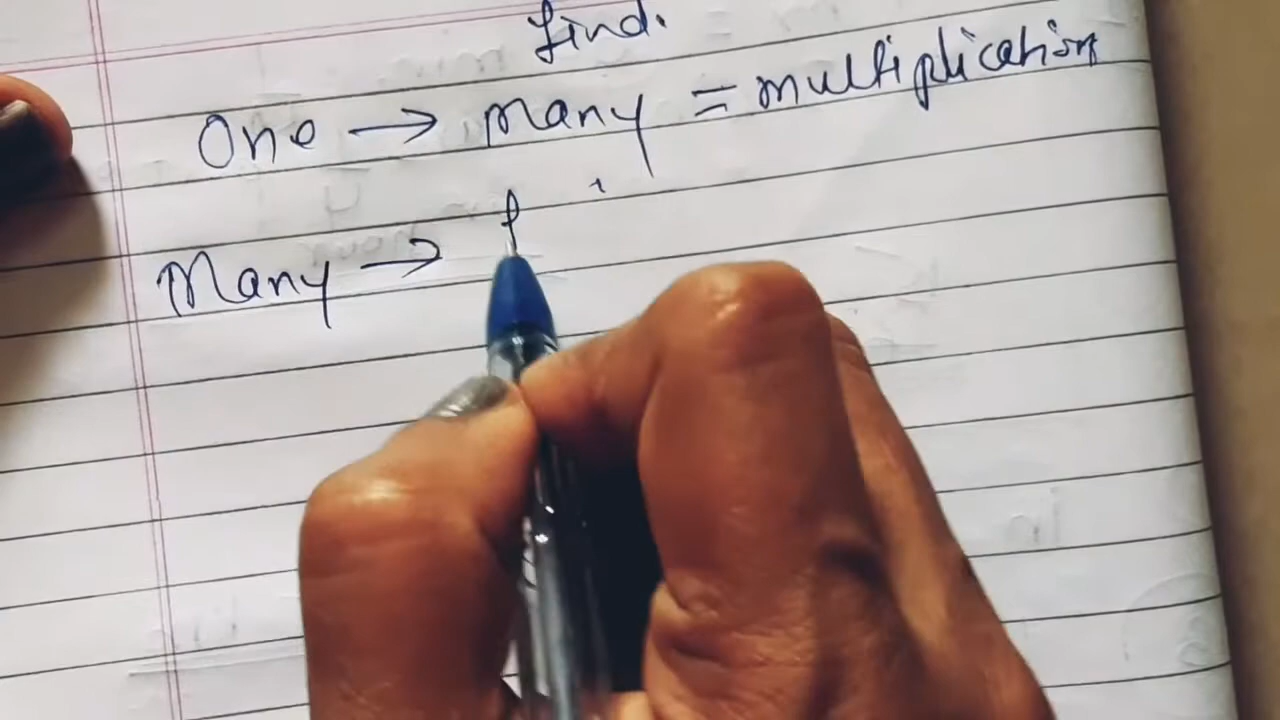 find.
One → Many = multiplication
Many →